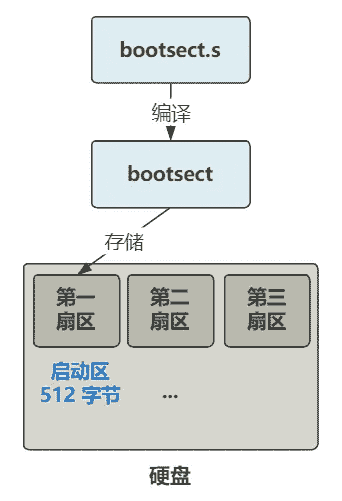 bootsect.s
编译
bootsect
存储
第一
扇区
第二
扇区
第三
扇区
启动区
512 字节
...
硬盘